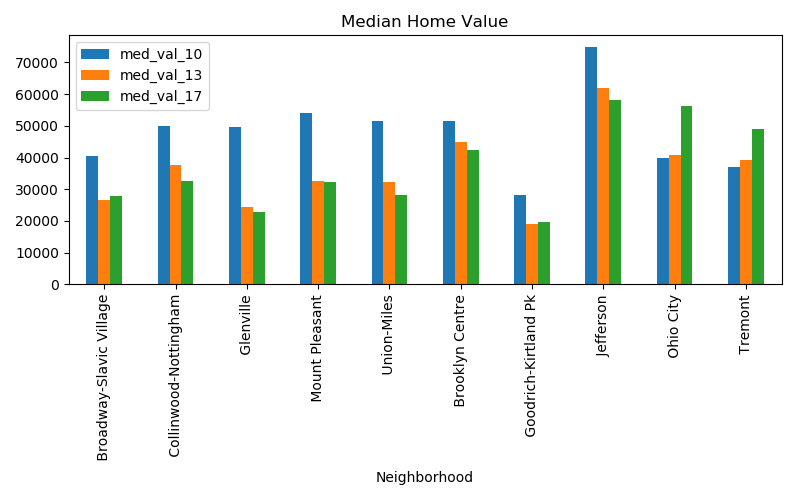 Median Home Value
med_val_10
med_val_13
med_val_17
70000
60000
50000
40000
30000
20000
10000
0
Broadway-Slavic Village
Collinwood-Nottingham
Glenville
Mount Pleasant
Union-Miles
Brooklyn Centre
Goodrich-Kirtland Pk
Jefferson
Ohio City
Tremont
Neighborhood